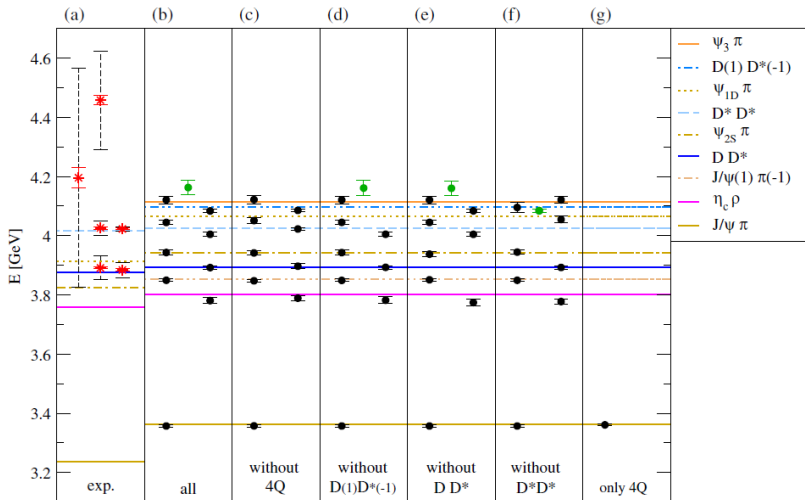 (a) (b) (c) (d) (e) (f) (g)
4.6
4.4
4.2
4
3.8
3.6
3.4
3.2
E [GeV]
exp.
all
without
4Q
without
D(1)D*(-1)
without
D D*
without
D*D*
only 4Q
ψ3 π
D(1) D*(-1)
ψ1D π
D* D*
ψ2S π
D D*
J/ψ(1) π(-1)
ηc ρ
J/ψ π